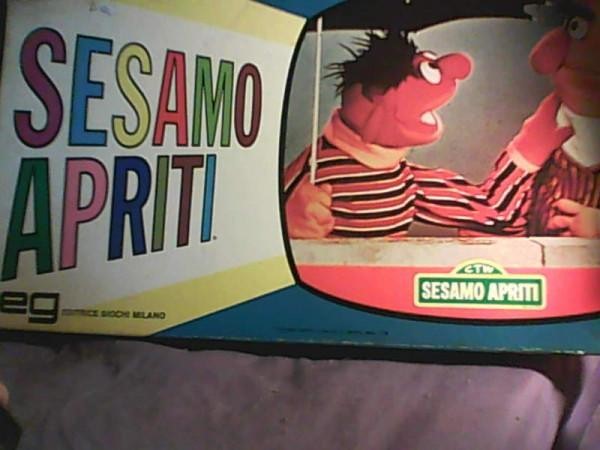 SESAMO
APRITI
eg EDITRICE GIOCHI MILANO
CTW
SESAMO APRITI